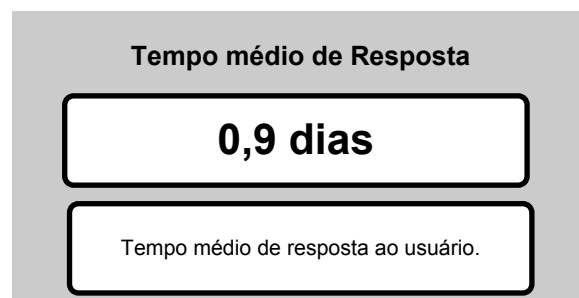 Tempo médio de Resposta
0,9 dias
Tempo médio de resposta ao usuário.